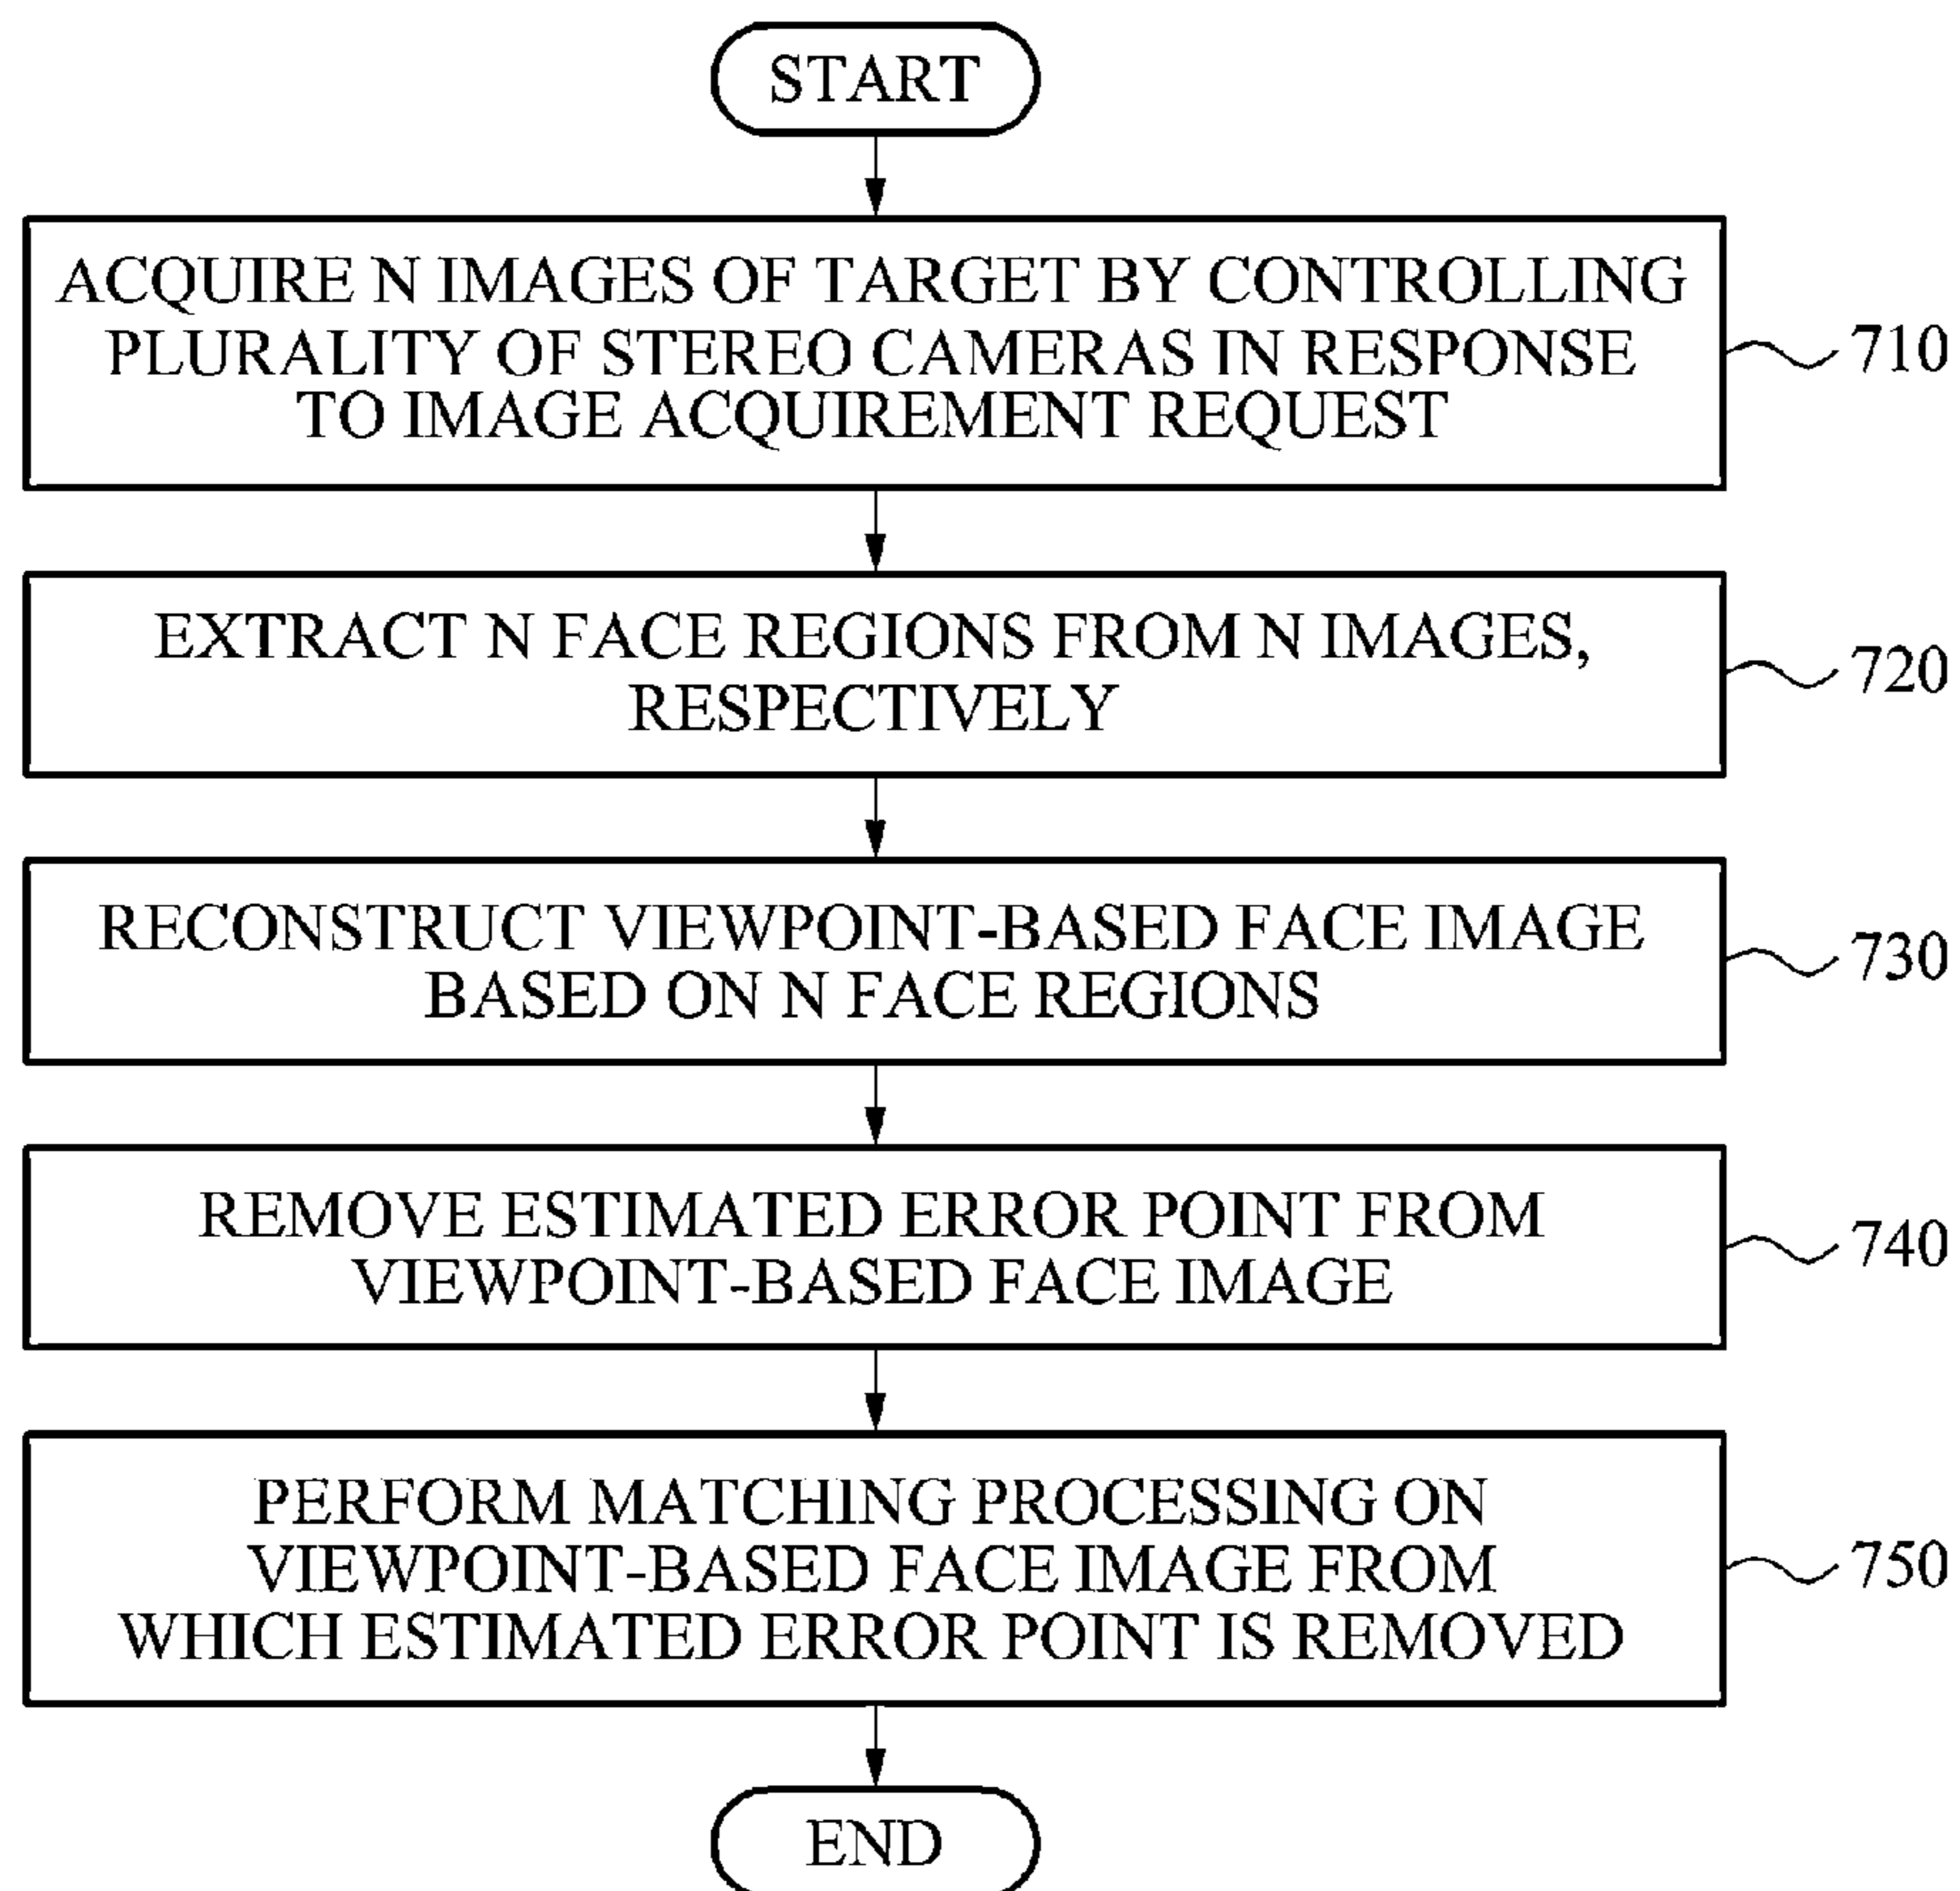 START
ACQUIRE N IMAGES OF TARGET BY CONTROLLING
PLURALITY OF STEREO CAMERAS IN RESPONSE
TO IMAGE ACQUIREMENT REQUEST
710
EXTRACT N FACE REGIONS FROM N IMAGES,
RESPECTIVELY
720
RECONSTRUCT VIEWPOINT-BASED FACE IMAGE
BASED ON N FACE REGIONS
730
REMOVE ESTIMATED ERROR POINT FROM
VIEWPOINT-BASED FACE IMAGE
740
PERFORM MATCHING PROCESSING ON
VIEWPOINT-BASED FACE IMAGE FROM
WHICH ESTIMATED ERROR POINT IS REMOVED
750
END